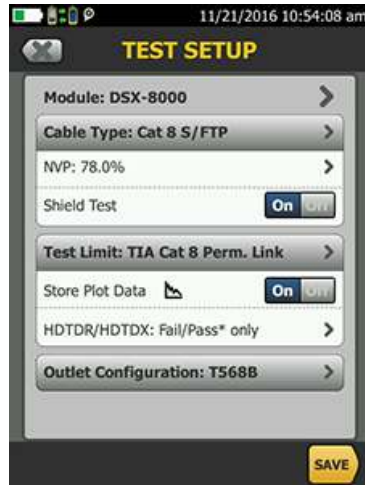 11/21/2016 10:54:08 am
TEST SETUP
Module: DSX-8000
Cable Type: Cat 8 S/FTP
NVP: 78.0%
Shield Test On Off
Test Limit: TIA Cat 8 Perm. Link
Store Plot Data On Off
HDTDR/HDTDX: Fail/Pass* only
Outlet Configuration: T568B
SAVE